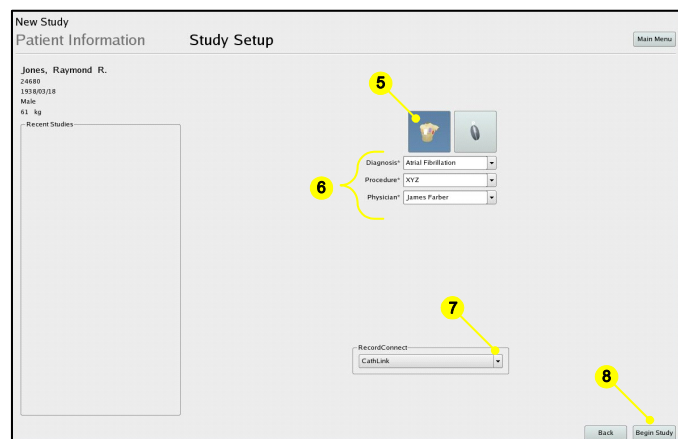 New Study
Patient Information Study Setup
Main Menu
Jones, Raymond R.
24680
1938/03/18
Male
61 kg
Recent Studies
5
6
Diagnosis* Atrial Fibrillation
Procedure* XYZ
Physician* James Farber
7
RecordConnect
CathLink
8
Back Begin Study